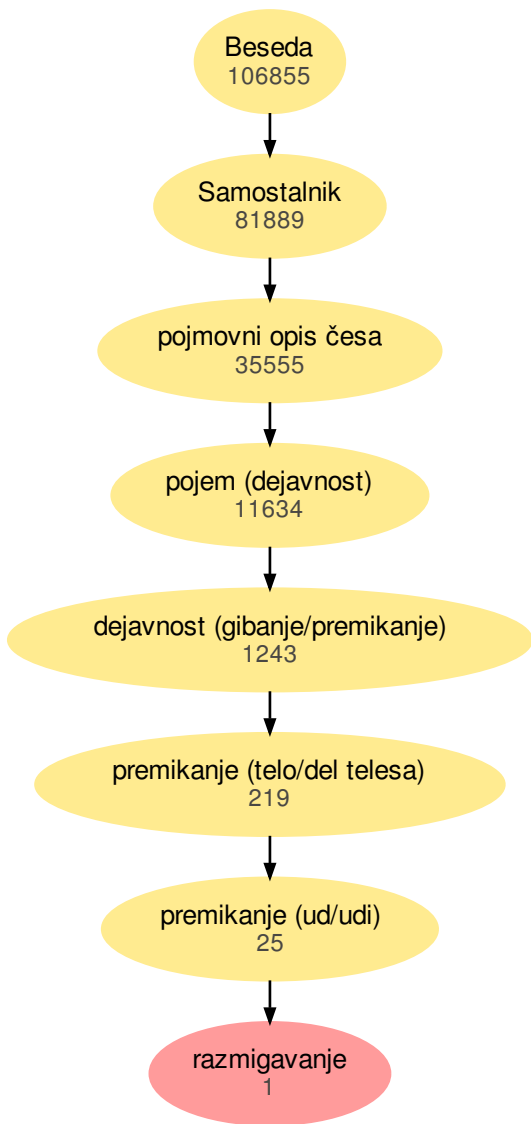 Beseda
106855
Samostalnik
81889
pojmovni opis česa
35555
pojem (dejavnost)
11634
dejavnost (gibanje/premikanje)
1243
premikanje (telo/del telesa)
219
premikanje (ud/udi)
25
razmigavanje
1